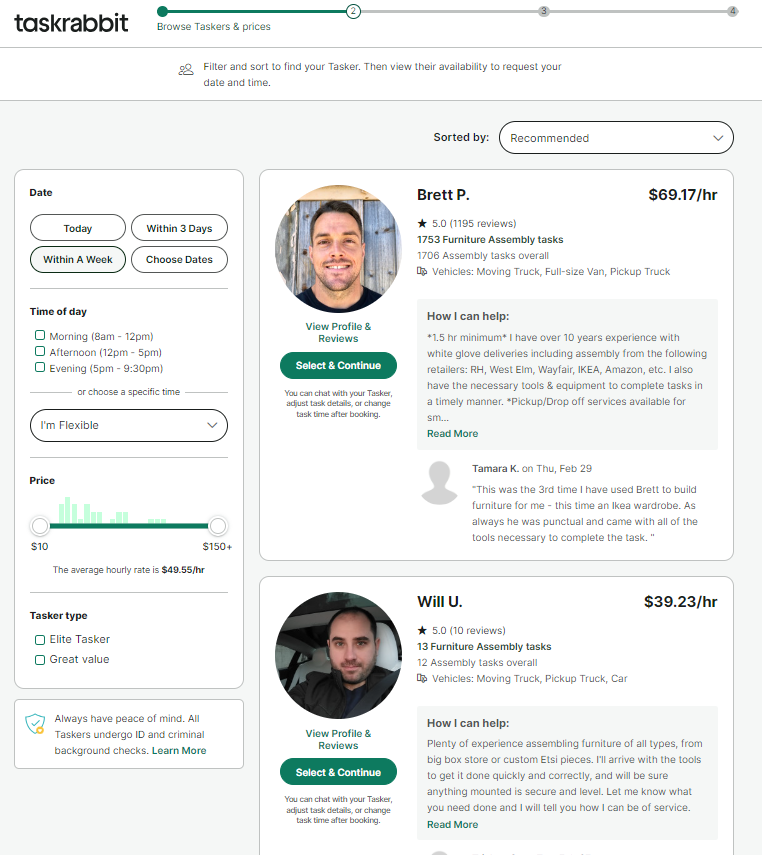 taskrabbit
2
3
4
Browse Taskers & prices
Filter and sort to find your Tasker. Then view their availability to request your
date and time.
Sorted by:
Recommended
Date
Today
Within 3 Days
Within A Week
Choose Dates
Time of day
Morning (8am - 12pm)
Afternoon (12pm - 5pm)
Evening (5pm - 9:30pm)
or choose a specific time
I'm Flexible
Price
$10
$150+
The average hourly rate is $49.55/hr
Tasker type
Elite Tasker
Great value
Always have peace of mind. All
Taskers undergo ID and criminal
background checks. Learn More
Brett P.
$69.17/hr
5.0 (1195 reviews)
1753 Furniture Assembly tasks
1706 Assembly tasks overall
Vehicles: Moving Truck, Full-size Van, Pickup Truck
View Profile &
Reviews
Select & Continue
You can chat with your Tasker,
adjust task details, or change
task time after booking.
How I can help:
*1.5 hr minimum* I have over 10 years experience with
white glove deliveries including assembly from the following
retailers: RH, West Elm, Wayfair, IKEA, Amazon, etc. I also
have the necessary tools & equipment to complete tasks in
a timely manner. *Pickup/Drop off services available for
sm...
Read More
Tamara K. on Thu, Feb 29
"This was the 3rd time I have used Brett to build
furniture for me - this time an Ikea wardrobe. As
always he was punctual and came with all of the
tools necessary to complete the task. "
Will U.
$39.23/hr
5.0 (10 reviews)
13 Furniture Assembly tasks
12 Assembly tasks overall
Vehicles: Moving Truck, Pickup Truck, Car
View Profile &
Reviews
Select & Continue
You can chat with your Tasker,
adjust task details, or change
task time after booking.
How I can help:
Plenty of experience assembling furniture of all types, from
big box store or custom Etsi pieces. I'll arrive with the tools
to get it done quickly and correctly, and will be sure
anything mounted is secure and level. Let me know what
you need done and I will tell you how I can be of service.
Read More